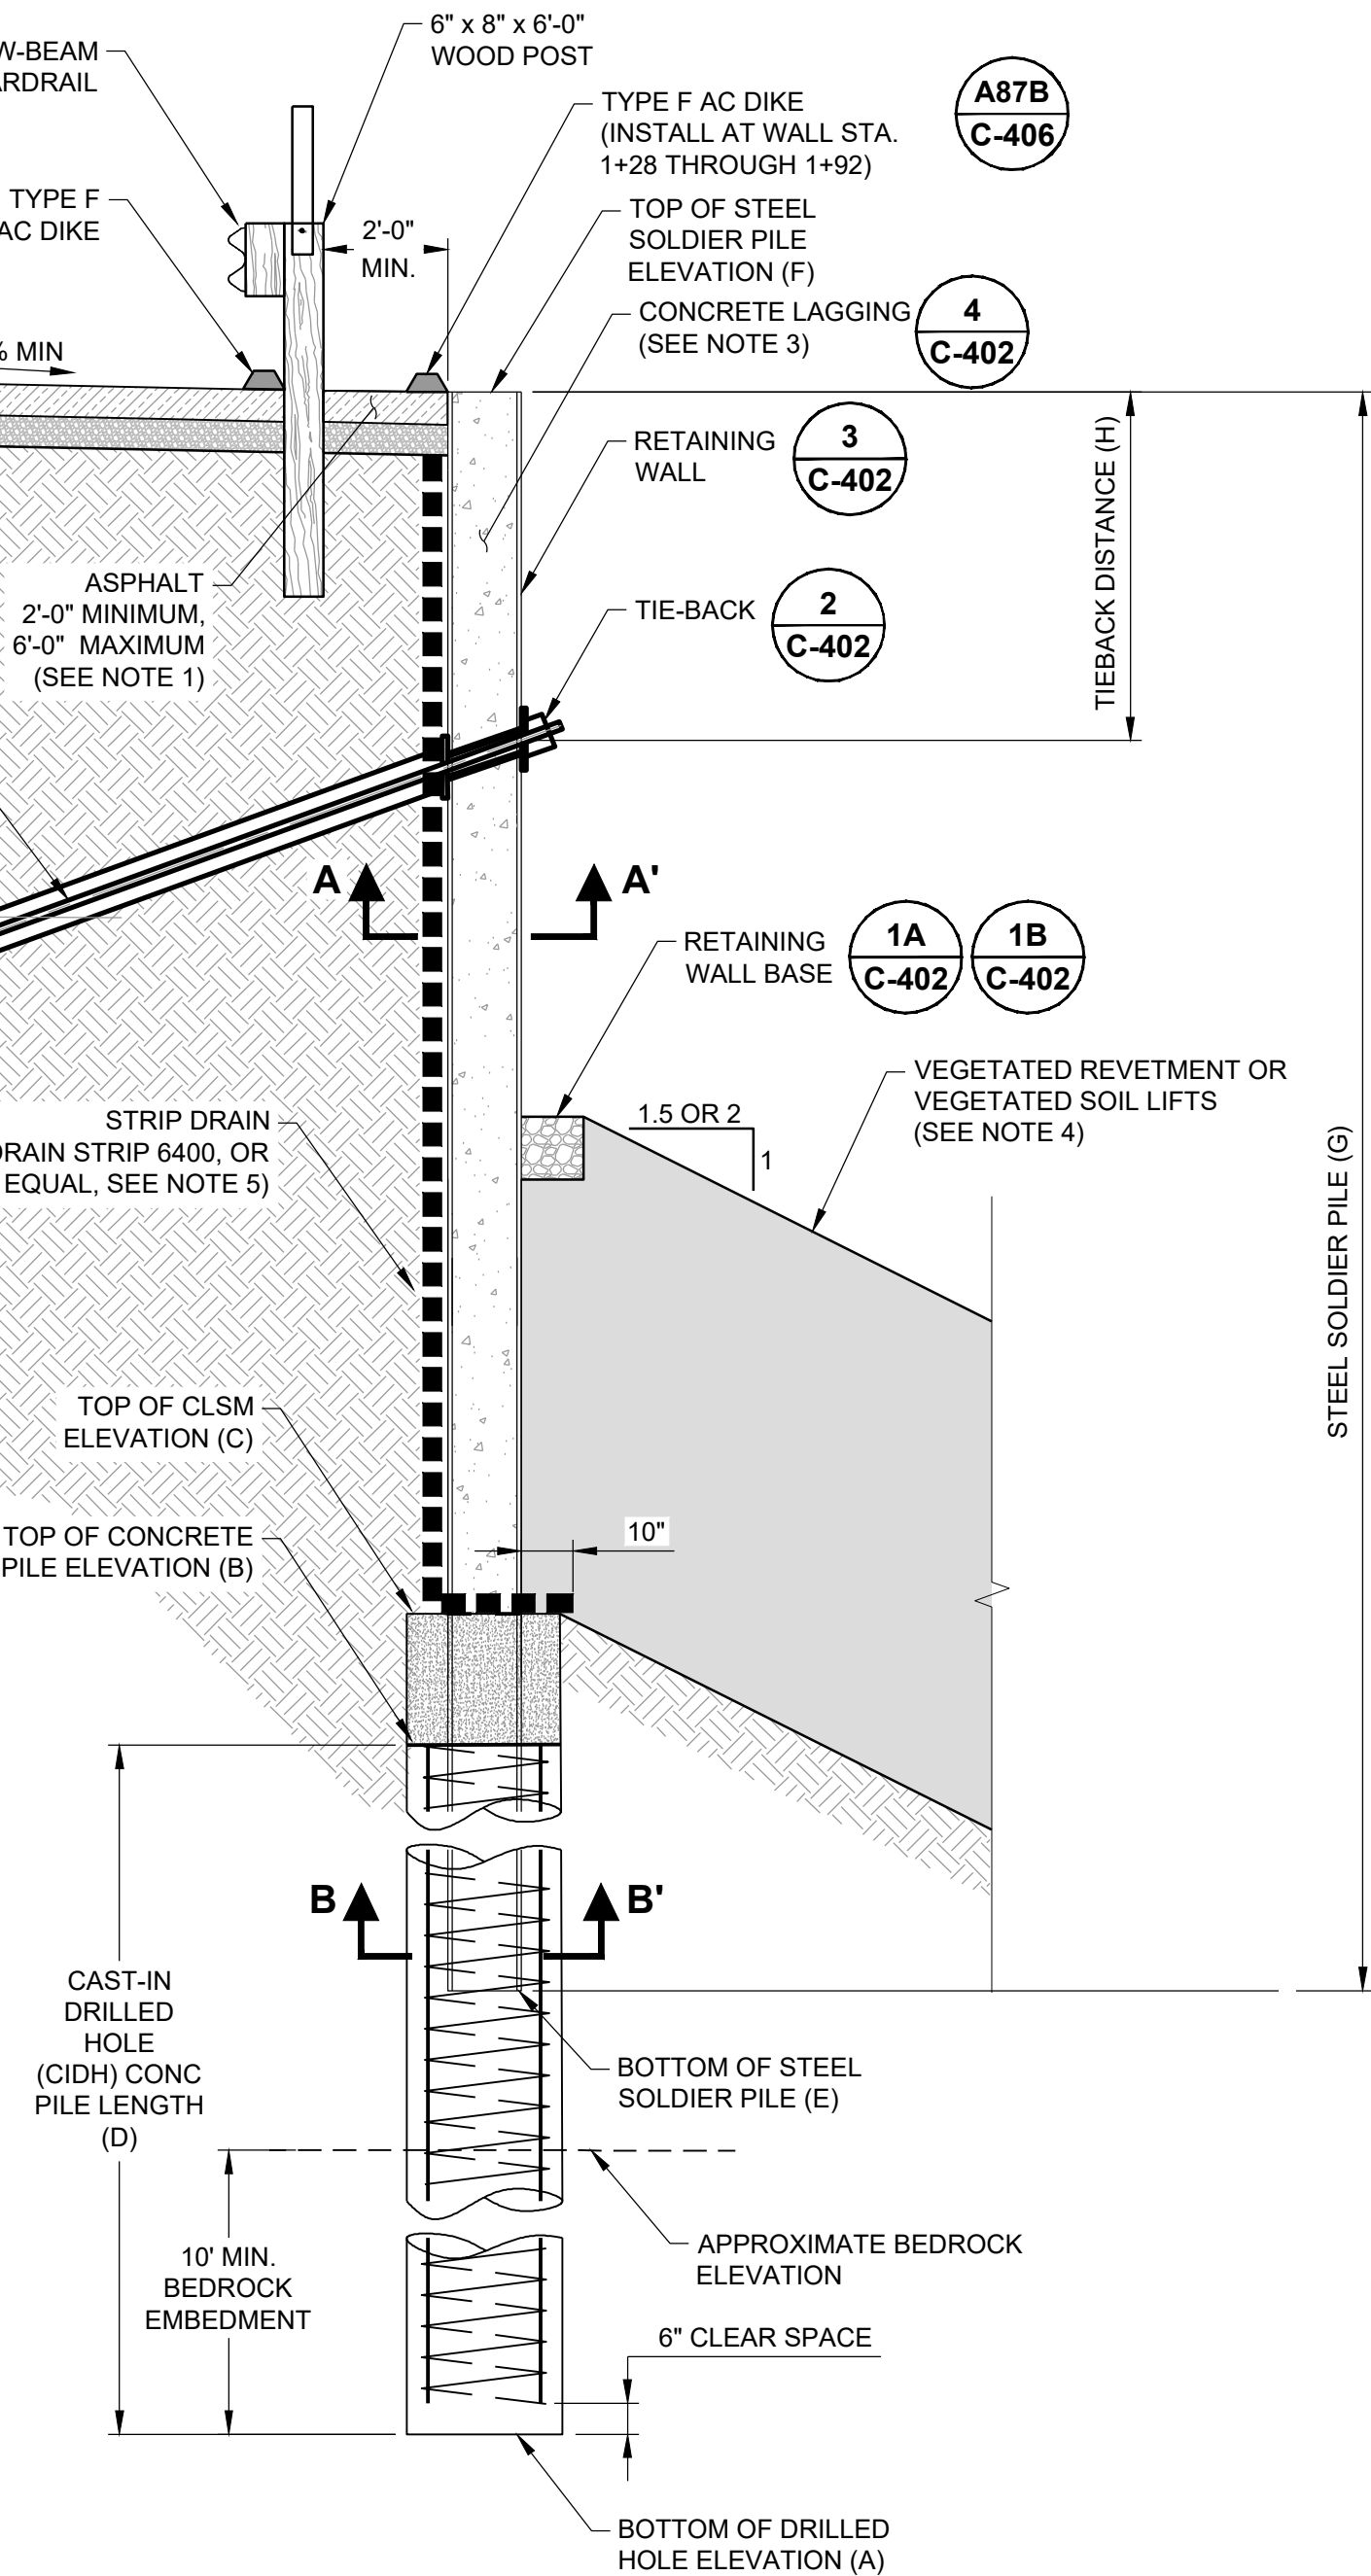 W-BEAM
ARDRAIL
6" x 8" x 6'-0"
WOOD POST
TYPE F AC DIKE
(INSTALL AT WALL STA.
1+28 THROUGH 1+92)
A87B
C-406
TYPE F
AC DIKE
2'-0"
MIN.
TOP OF STEEL
SOLDIER PILE
ELEVATION (F)
CONCRETE LAGGING
(SEE NOTE 3)
4
C-402
% MIN
RETAINING
WALL
3
C-402
TIEBACK DISTANCE (H)
ASPHALT
2'-0" MINIMUM,
6'-0" MAXIMUM
(SEE NOTE 1)
TIE-BACK
2
C-402
A
A'
RETAINING
WALL BASE
1A
C-402
1B
C-402
VEGETATED REVETMENT OR
VEGETATED SOIL LIFTS
(SEE NOTE 4)
1.5 OR 2
1
STRIP DRAIN
DRAIN STRIP 6400, OR
EQUAL, SEE NOTE 5)
STEEL SOLDIER PILE (G)
TOP OF CLSM
ELEVATION (C)
TOP OF CONCRETE
PILE ELEVATION (B)
10"
B
B'
CAST-IN
DRILLED
HOLE
(CIDH) CONC
PILE LENGTH
(D)
BOTTOM OF STEEL
SOLDIER PILE (E)
APPROXIMATE BEDROCK
ELEVATION
10' MIN.
BEDROCK
EMBEDMENT
6" CLEAR SPACE
BOTTOM OF DRILLED
HOLE ELEVATION (A)